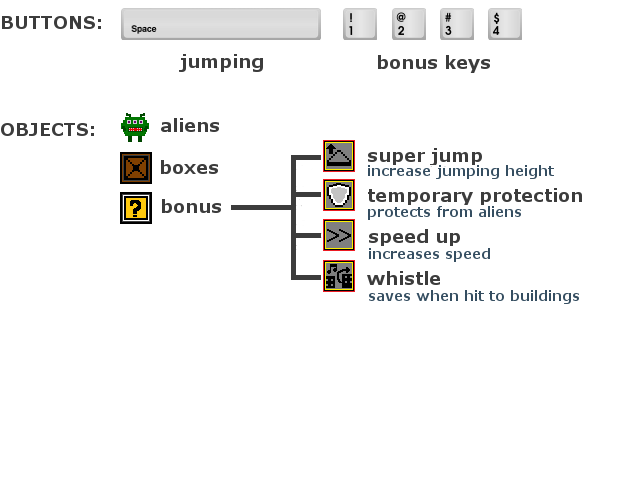 BUTTONS:
Space
! 1
@ 2
# 3
$ 4
jumping
bonus keys
OBJECTS:
aliens
boxes
? bonus
super jump
increase jumping height
temporary protection
protects from aliens
>> speed up
increases speed
whistle
saves when hit to buildings